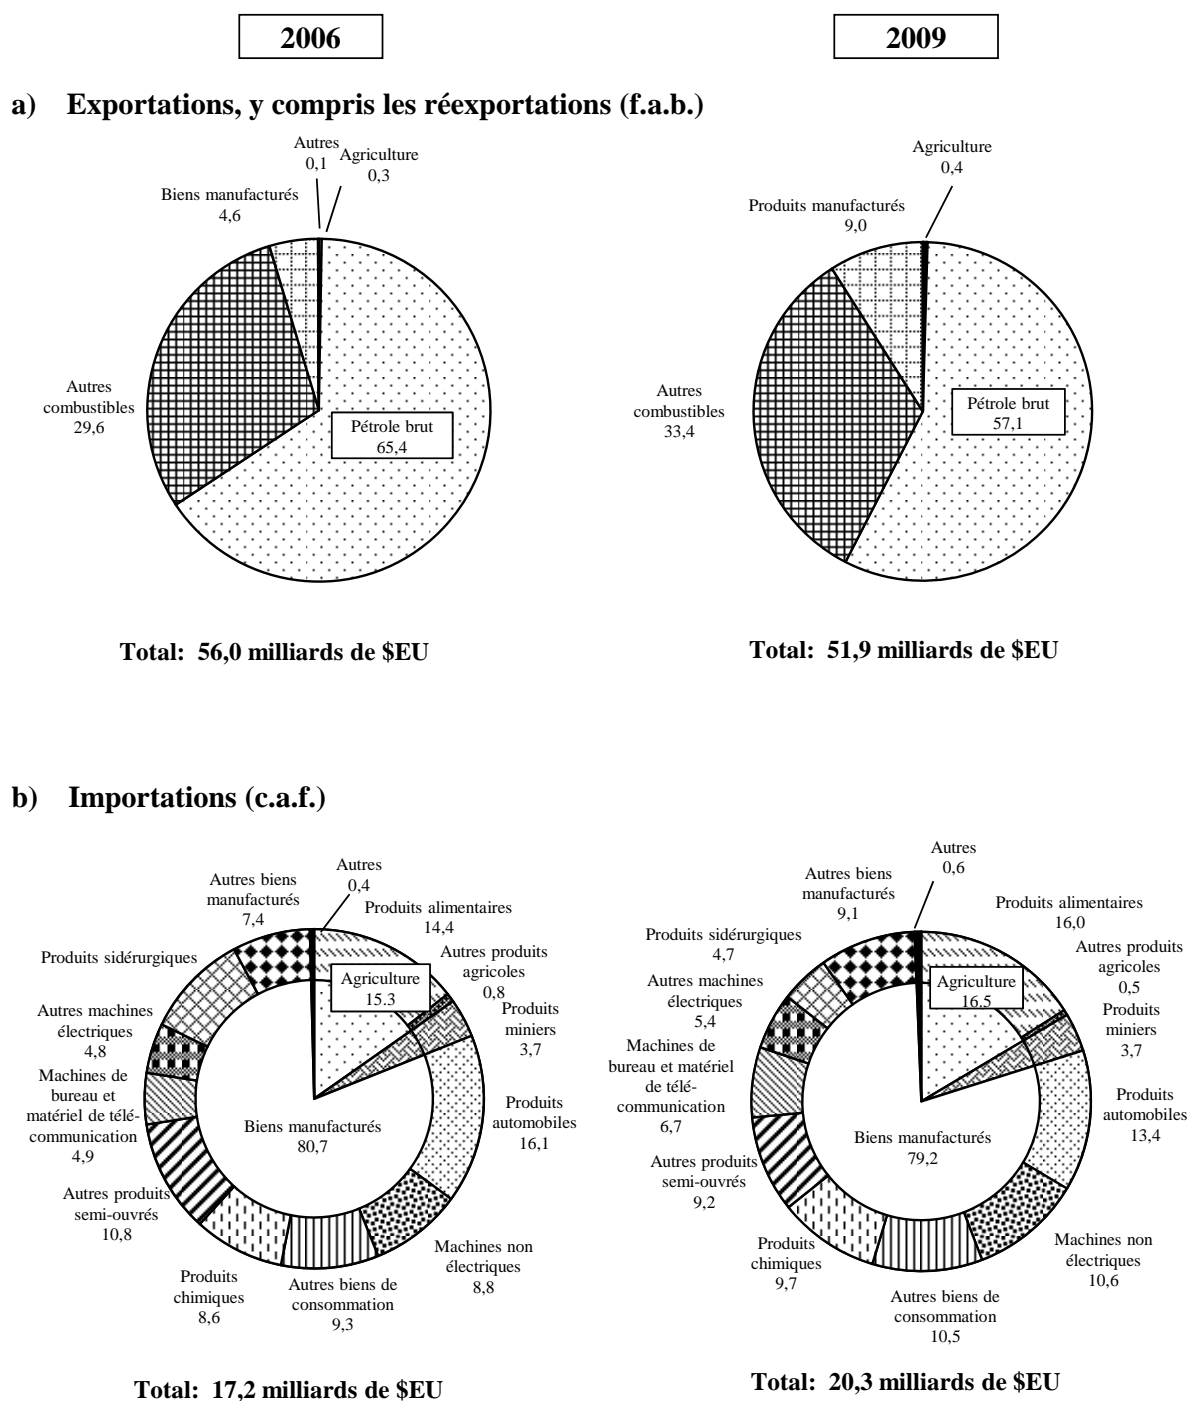 2006
2009
a) Exportations, y compris les réexportations (f.a.b.)
Autres
0,1
Agriculture
0,3
Biens manufacturés
4,6
Autres
combustibles
29,6
Pétrole brut
65,4
Agriculture
0,4
Produits manufacturés
9,0
Autres
combustibles
33,4
Pétrole brut
57,1
Total: 56,0 milliards de $EU
Total: 51,9 milliards de $EU
b) Importations (c.a.f.)
Autres
0,4
Autres biens
manufacturés
7,4
Produits alimentaires
14,4
Produits sidérurgiques
Agriculture
15.3
Autres produits
agricoles
0,8
Autres machines
électriques
4,8
Produits
miniers
3,7
Machines de
bureau et
matériel de télé-
communication
4,9
Biens manufacturés
80,7
Produits
automobiles
16,1
Autres produits
semi-ouvrés
10,8
Machines non
électriques
8,8
Produits
chimiques
8,6
Autres biens de
consommation
9,3
Total: 17,2 milliards de $EU
Autres
0,6
Autres biens
manufacturés
9,1
Produits alimentaires
16,0
Produits sidérurgiques
4,7
Agriculture
16.5
Autres produits
agricoles
0,5
Autres machines
électriques
5,4
Produits
miniers
3,7
Machines de
bureau et matériel
de télé-
communication
6,7
Biens manufacturés
79,2
Produits
automobiles
13,4
Autres produits
semi-ouvrés
9,2
Machines non
électriques
10,6
Produits
chimiques
9,7
Autres biens de
consommation
10,5
Total: 20,3 milliards de $EU